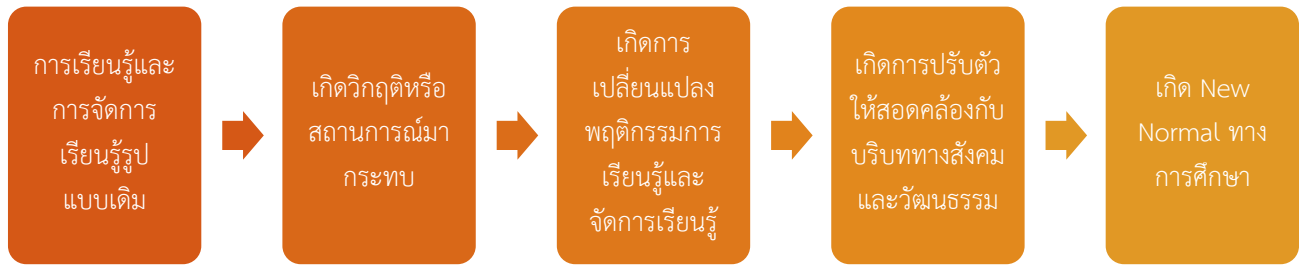 การเรียนรู้และ
การจัดการ
เรียนรู้รูป
แบบเดิม
เกิดวิกฤติหรือ
สถานการณ์มา
กระทบ
เกิดการ
เปลี่ยนแปลง
พฤติกรรมการ
เรียนรู้และ
จัดการเรียนรู้
เกิดการปรับตัว
ให้สอดคล้องกับ
บริบททางสังคม
และวัฒนธรรม
เกิด New
Normal ทาง
การศึกษา